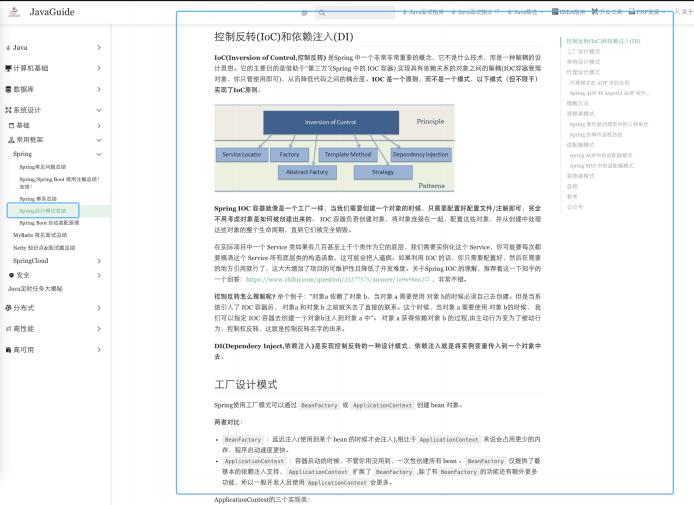 JavaGuide
Java面试指南
Java面试指北
Java精选
IDEA指南
开发工具
PDF资源
关于
Java
计算机基础
数据库
系统设计
基础
常用框架
Spring
Spring常见问题总结
Spring/Spring Boot 常用注解总结!
安排!
Spring 事务总结
Spring设计模式总结
Spring Boot 自动装配原理
MyBatis 常见面试总结
Netty 知识点&面试题总结
SpringCloud
安全
Java定时任务大揭秘
分布式
高性能
高可用
控制反转(IoC)和依赖注入(DI)
IoC(Inversion of Control,控制反转) 是Spring 中一个非常非常重要的概念，它不是什么技术，而是一种解耦的设
计思想。它的主要目的是借助于“第三方”(Spring 中的 IOC 容器) 实现具有依赖关系的对象之间的解耦(IOC容器管理
对象，你只管使用即可)，从而降低代码之间的耦合度。IOC 是一个原则，而不是一个模式，以下模式（但不限于）
实现了IoC原则。
Inversion of Control
Principle
Service Locator
Factory
Template Method
Dependency Injection
Abstract Factory
Strategy
Patterns
Spring IOC 容器就像是一个工厂一样，当我们需要创建一个对象的时候，只需要配置好配置文件/注解即可，完全
不用考虑对象是如何被创建出来的。 IOC 容器负责创建对象，将对象连接在一起，配置这些对象，并从创建中处理
这些对象的整个生命周期，直到它们被完全销毁。
在实际项目中一个 Service 类如果有几百甚至上千个类作为它的底层，我们需要实例化这个 Service，你可能要每次都
要搞清这个 Service 所有底层类的构造函数，这可能会把人逼疯。如果利用 IOC 的话，你只需要配置好，然后在需要
的地方引用就行了，这大大增加了项目的可维护性且降低了开发难度。关于Spring IOC 的理解，推荐看这一下知乎的
一个回答：https://www.zhihu.com/question/23277575/answer/169698662 ，非常不错。
控制反转怎么理解呢? 举个例子："对象a 依赖了对象 b，当对象 a 需要使用 对象 b的时候必须自己去创建。但是当系
统引入了 IOC 容器后， 对象a 和对象 b 之前就失去了直接的联系。这个时候，当对象 a 需要使用 对象 b的时候， 我
们可以指定 IOC 容器去创建一个对象b注入到对象 a 中"。 对象 a 获得依赖对象 b 的过程,由主动行为变为了被动行
为，控制权反转，这就是控制反转名字的由来。
DI(Dependecy Inject,依赖注入)是实现控制反转的一种设计模式，依赖注入就是将实例变量传入到一个对象中
去。
工厂设计模式
Spring使用工厂模式可以通过 BeanFactory 或 ApplicationContext 创建 bean 对象。
两者对比：
BeanFactory ：延迟注入(使用到某个 bean 的时候才会注入),相比于 ApplicationContext 来说会占用更少的内
存，程序启动速度更快。
ApplicationContext ：容器启动的时候，不管你用没用到，一次性创建所有 bean 。 BeanFactory 仅提供了最
基本的依赖注入支持， ApplicationContext 扩展了 BeanFactory ,除了有 BeanFactory 的功能还有额外更多
功能，所以一般开发人员使用 ApplicationContext 会更多。
ApplicationContext的三个实现类：
控制反转(IoC)和依赖注入(DI)
工厂设计模式
单例设计模式
代理设计模式
代理模式在 AOP 中的应用
Spring AOP 和 AspectJ AOP 有什...
模板方法
观察者模式
Spring 事件驱动模型中的三种角色
Spring 的事件流程总结
适配器模式
spring AOP中的适配器模式
spring MVC中的适配器模式
装饰者模式
总结
参考
公众号